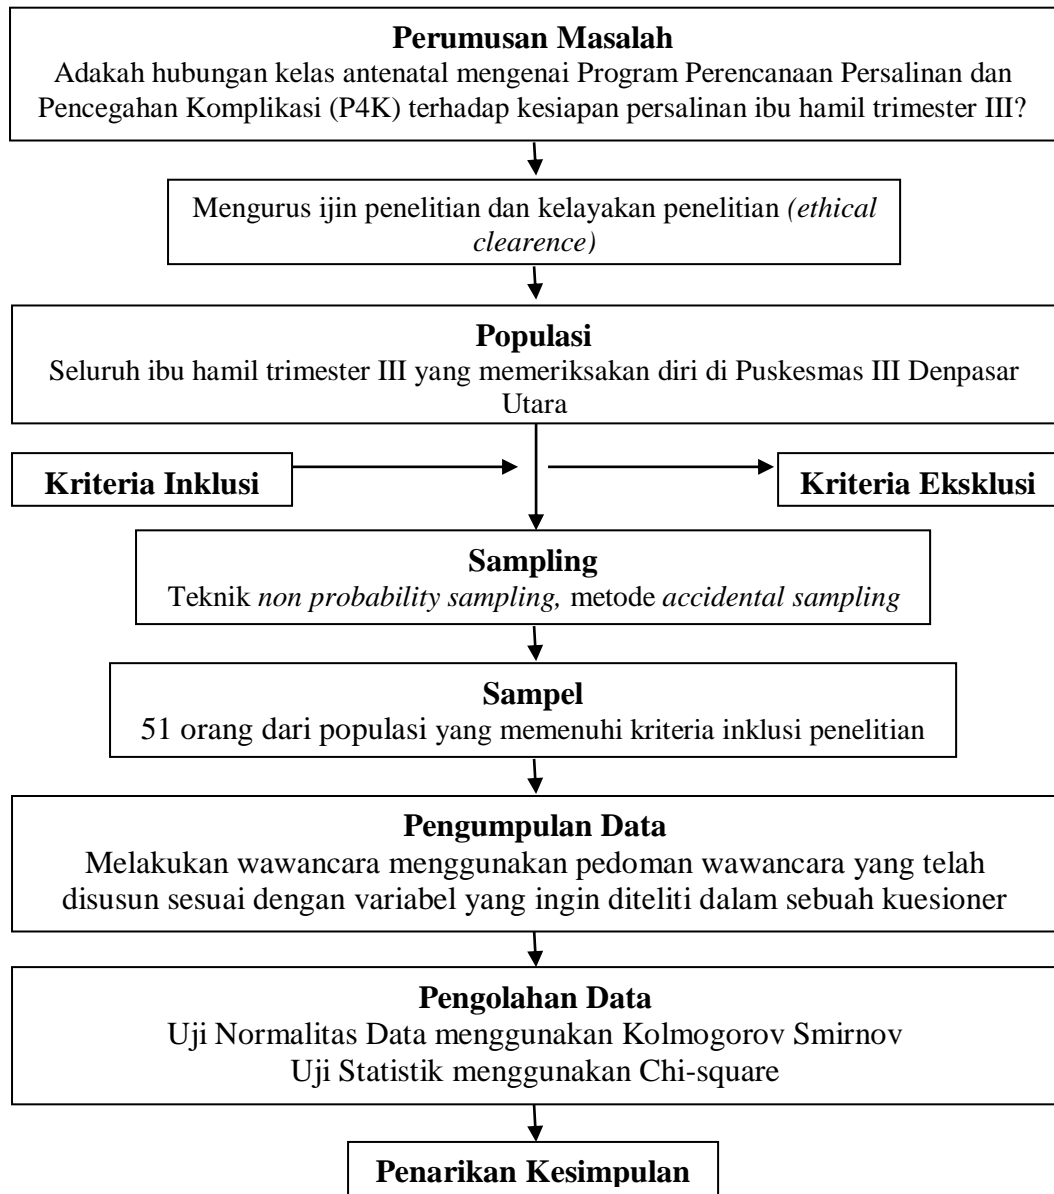 Perumusan Masalah
Adakah hubungan kelas antenatal mengenai Program Perencanaan Persalinan dan
Pencegahan Komplikasi (P4K) terhadap kesiapan persalinan ibu hamil trimester III?
Mengurus ijin penelitian dan kelayakan penelitian (ethical
clearence)
Populasi
Seluruh ibu hamil trimester III yang memeriksakan diri di Puskesmas III Denpasar
Utara
Kriteria Inklusi
Kriteria Eksklusi
Sampling
Teknik non probability sampling, metode accidental sampling
Sampel
51 orang dari populasi yang memenuhi kriteria inklusi penelitian
Pengumpulan Data
Melakukan wawancara menggunakan pedoman wawancara yang telah
disusun sesuai dengan variabel yang ingin diteliti dalam sebuah kuesioner
Pengolahan Data
Uji Normalitas Data menggunakan Kolmogorov Smirnov
Uji Statistik menggunakan Chi-square
Penarikan Kesimpulan